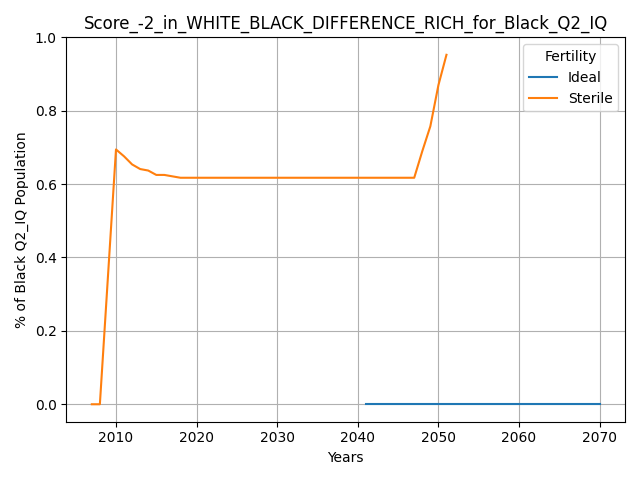 Score_-2_in_WHITE_BLACK_DIFFERENCE_RICH_for_Black_Q2_IQ
Fertility
Ideal
Sterile
% of Black Q2_IQ Population
1.0
0.8
0.6
0.4
0.2
0.0
2010 2020 2030 2040 2050 2060 2070
Years